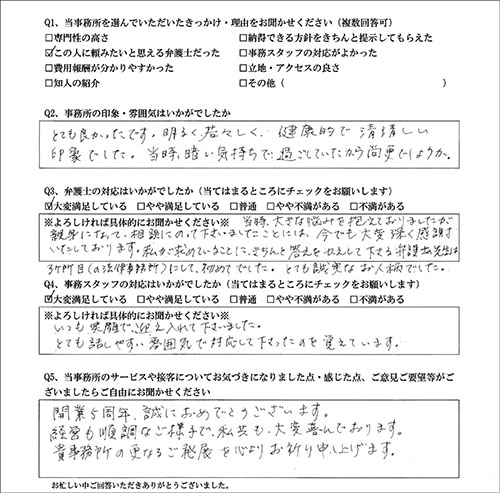 Q1、当事務所を選んでいただいたきっかけ・理由をお聞かせください（複数回答可）
□専門性の高さ □納得できる方針をきちんと提示してもらえた
☑この人に頼みたいと思える弁護士だった □事務スタッフの対応がよかった
□費用報酬が分かりやすかった □立地・アクセスの良さ
□知人の紹介 □その他（ ）
Q2、事務所の印象・雰囲気はいかがでしたか
とても良かったです。明るく、若々しく、健康的で清清しい
印象でした。当時、暗い気持ちで過ごしていたから尚更でしょうか。
Q3、弁護士の対応はいかがでしたか（当てはまるところにチェックをお願いします）
☑大変満足している □やや満足している □普通 □やや不満がある □不満がある
※よろしければ具体的にお聞かせください※ 当時、大きな悩みを抱えておりましたが
親身になって、相談にのって下さいましたことには、今でも大変深く感謝
いたしております。私が求めていることに、きちんと答えを伝えして下さる弁護士先生は
3ヶ所目（の法律事務所）にして、初めてでした。とても誠実なお人柄でした。
Q4、事務スタッフの対応はいかがでしたか（当てはまるところにチェックをお願いします）
☑大変満足している □やや満足している □普通 □やや不満がある □不満がある
※よろしければ具体的にお聞かせください※
いつも笑顔で迎え入れて下さいました。
とても話しやすい雰囲気で対応して下さったのを覚えています。
Q5、当事務所のサービスや接客についてお気づきになりました点・感じた点、ご意見ご要望等がご
ざいましたらご自由にお聞かせください
開業5周年、誠におめでとうございます。
経営も順調なご様子で、私共も、大変喜んでおります。
貴事務所の更なるご発展を心よりお祈り申し上げます。
お忙しい中ご回答いただきありがとうございました。